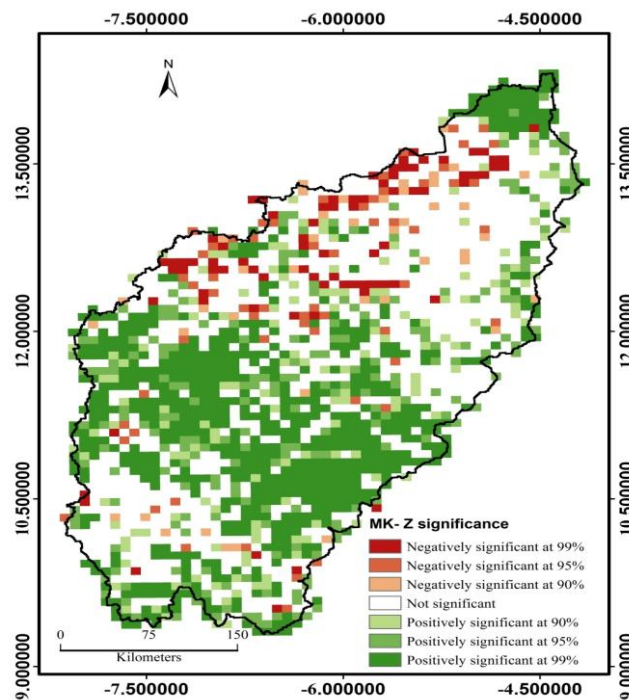 -7.500000 -6.000000 -4.500000
N
13.500000 13.500000
12.000000 12.000000
10.500000 10.500000
MK- Z significance
Negatively significant at 99%
Negatively significant at 95%
Negatively significant at 90%
Not significant
Positively significant at 90%
Positively significant at 95%
Positively significant at 99%
0 75 150
Kilometers
9.000000 9.000000
-7.500000 -6.000000 -4.500000